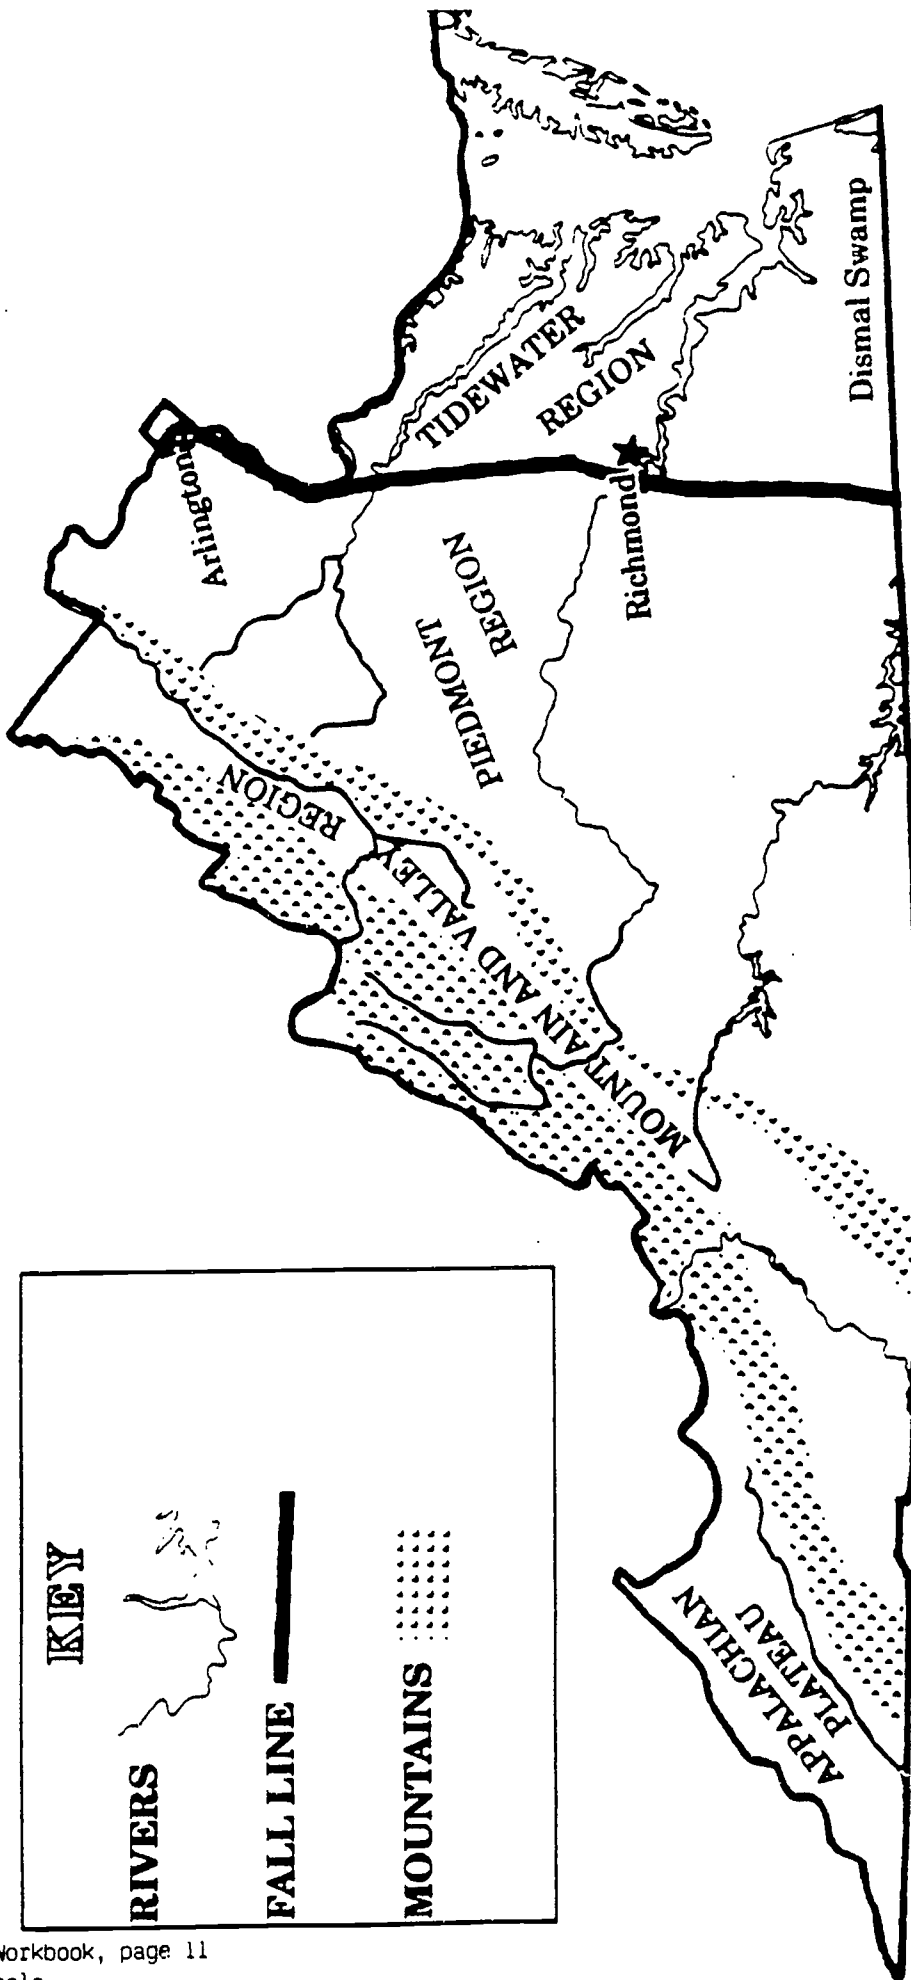 KEY
RIVERS
FALL LINE
MOUNTAINS
Arlington
TIDEWATER
REGION
PIEDMONT
REGION
Richmond
Dismal Swamp
MOUNTAIN AND VALLEY
REGION
APPALACHIAN
PLATEAU
Workbook, page 11